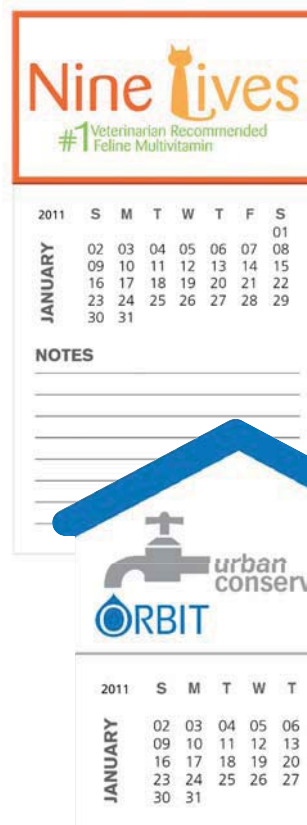 Nine Lives
#1 Veterinarian Recommended
Feline Multivitamin
2011 S M T W T F S
01
JANUARY
02 03 04 05 06 07 08
09 10 11 12 13 14 15
16 17 18 19 20 21 22
23 24 25 26 27 28 29
30 31
NOTES
urban
conserv
ORBIT
2011 S M T W T
JANUARY
02 03 04 05 06
09 10 11 12 13
16 17 18 19 20
23 24 25 26 27
30 31